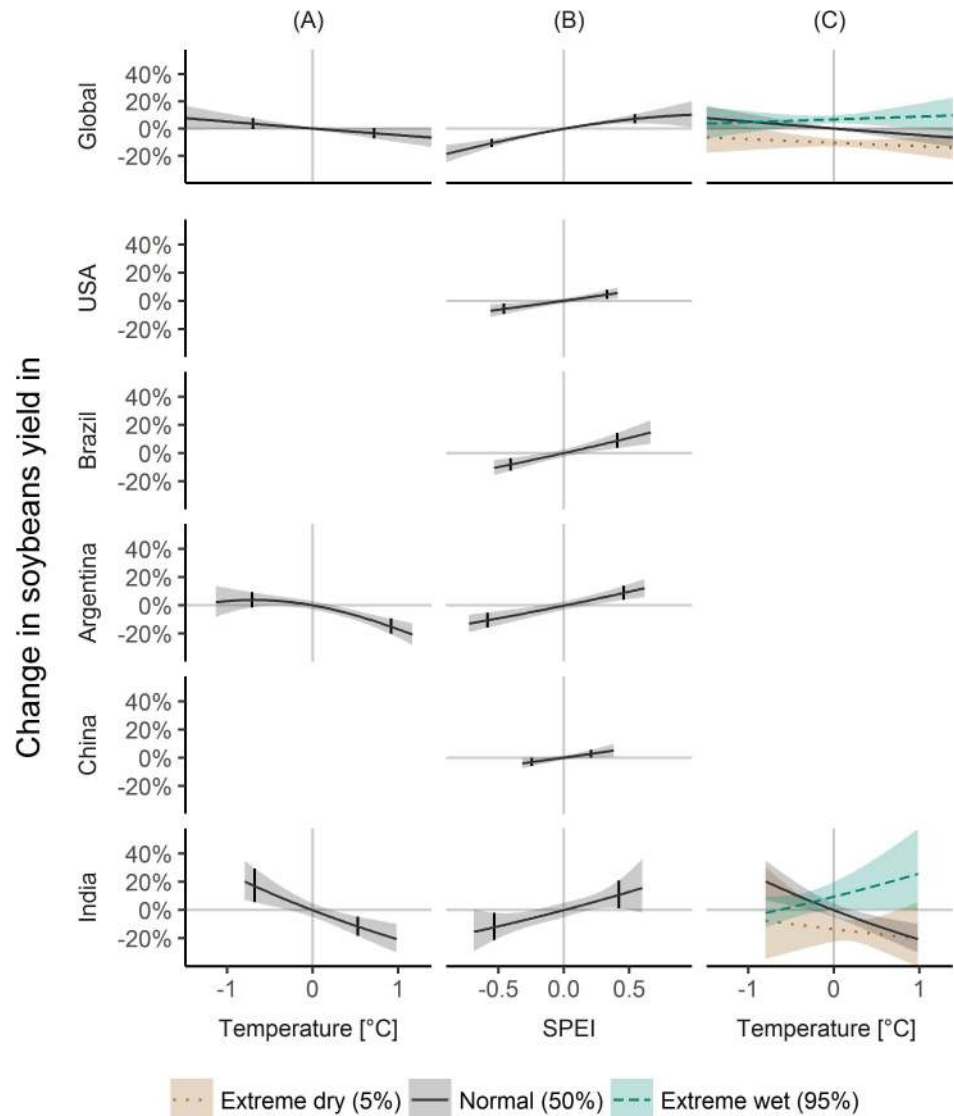 (A) (B) (C)
Change in soybeans yield in
Global
40%
20%
0%
-20%
USA
40%
20%
0%
-20%
Brazil
40%
20%
0%
-20%
Argentina
40%
20%
0%
-20%
China
40%
20%
0%
-20%
India
40%
20%
0%
-20%
-1 0 1 -0.5 0.0 0.5 -1 0 1
Temperature [°C] SPEI Temperature [°C]
Extreme dry (5%) Normal (50%) Extreme wet (95%)